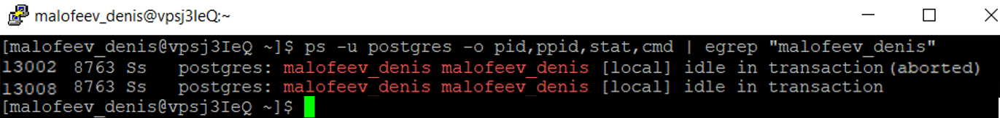 malofeev_denis@vpsj3IeQ:~
[malofeev_denis@vpsj3IeQ ~]$ ps -u postgres -o pid,ppid,stat,cmd | egrep "malofeev_denis"
13002 8763 Ss postgres: malofeev_denis malofeev_denis [local] idle in transaction (aborted)
13008 8763 Ss postgres: malofeev_denis malofeev_denis [local] idle in transaction
[malofeev_denis@vpsj3IeQ ~]$